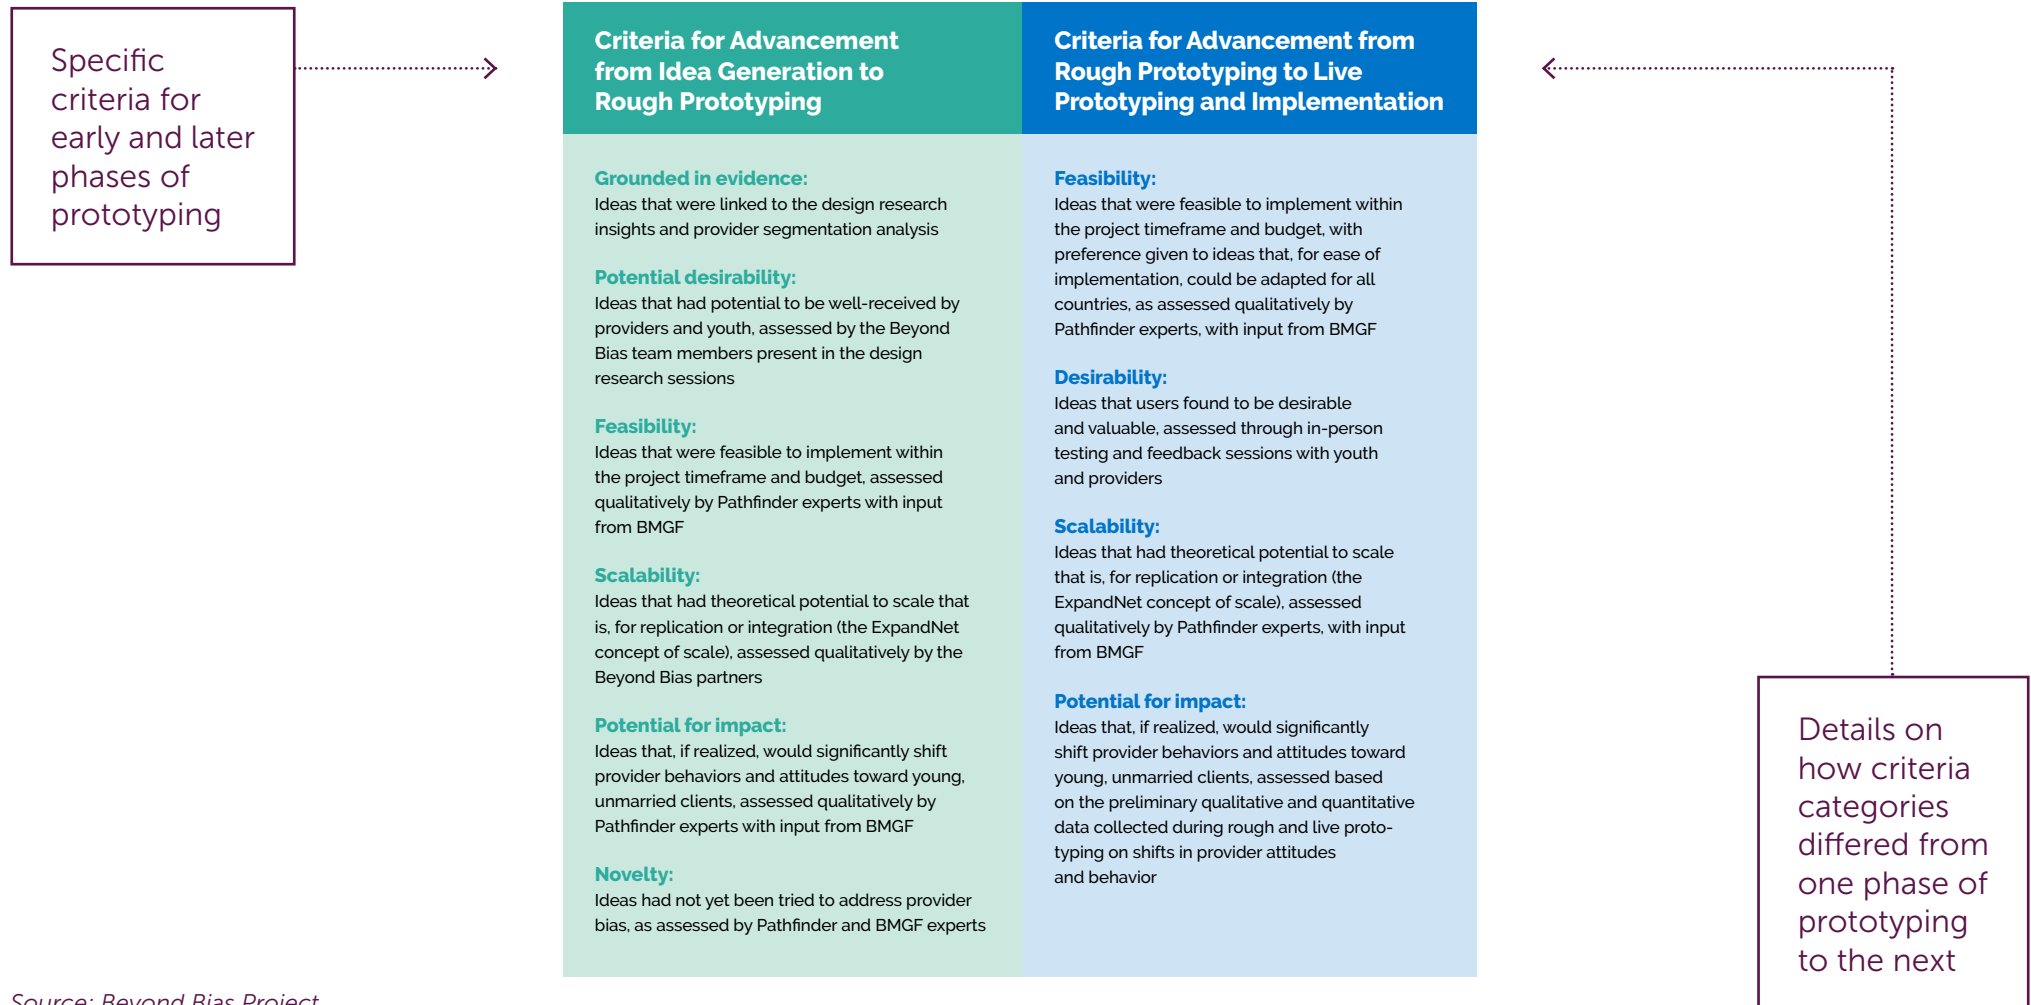 Specific
criteria for
early and later
phases of
prototyping
Criteria for Advancement
from Idea Generation to
Rough Prototyping
Grounded in evidence:
Ideas that were linked to the design research
insights and provider segmentation analysis
Potential desirability:
Ideas that had potential to be well-received by
providers and youth, assessed by the Beyond
Bias team members present in the design
research sessions
Feasibility:
Ideas that were feasible to implement within
the project timeframe and budget, assessed
qualitatively by Pathfinder experts with input
from BMGF
Scalability:
Ideas that had theoretical potential to scale that
is, for replication or integration (the ExpandNet
concept of scale), assessed qualitatively by the
Beyond Bias partners
Potential for impact:
Ideas that, if realized, would significantly shift
provider behaviors and attitudes toward young,
unmarried clients, assessed qualitatively by
Pathfinder experts with input from BMGF
Novelty:
Ideas had not yet been tried to address provider
bias, as assessed by Pathfinder and BMGF experts
Criteria for Advancement from
Rough Prototyping to Live
Prototyping and Implementation
Feasibility:
Ideas that were feasible to implement within
the project timeframe and budget, with
preference given to ideas that, for ease of
implementation, could be adapted for all
countries, as assessed qualitatively by
Pathfinder experts, with input from BMGF
Desirability:
Ideas that users found to be desirable
and valuable, assessed through in-person
testing and feedback sessions with youth
and providers
Scalability:
Ideas that had theoretical potential to scale
that is, for replication or integration (the
ExpandNet concept of scale), assessed
qualitatively by Pathfinder experts, with input
from BMGF
Potential for impact:
Ideas that, if realized, would significantly
shift provider behaviors and attitudes toward
young, unmarried clients, assessed based
on the preliminary qualitative and quantitative
data collected during rough and live proto-
typing on shifts in provider attitudes
and behavior
Details on
how criteria
categories
differed from
one phase of
prototyping
to the next
Source: Beyond Bias Project